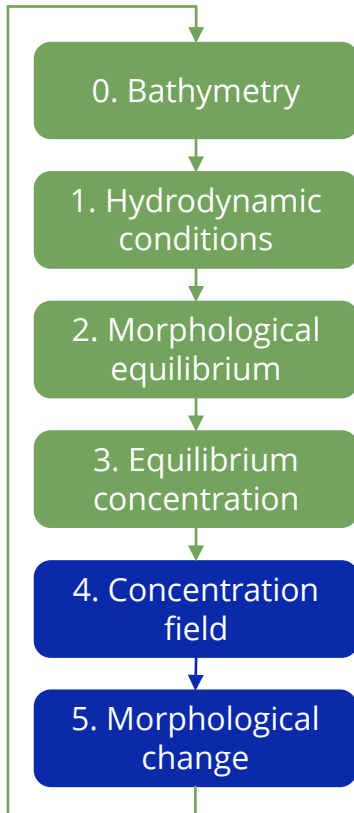 0. Bathymetry
1. Hydrodynamic
conditions
2. Morphological
equilibrium
3. Equilibrium
concentration
4. Concentration
field
5. Morphological
change